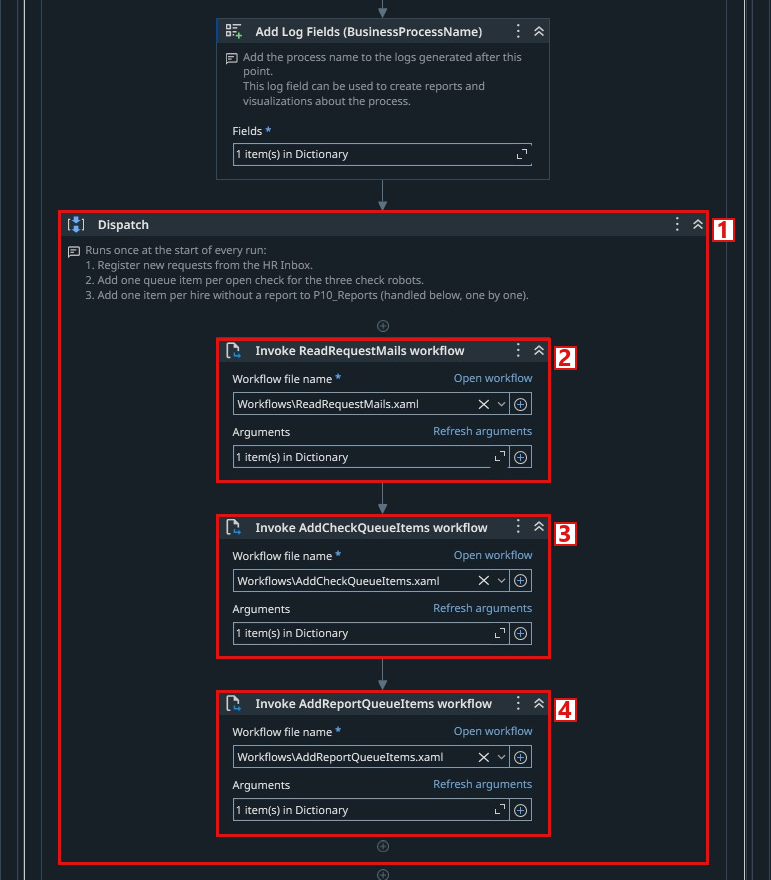 Add Log Fields (BusinessProcessName)
Add the process name to the logs generated after this
point.
This log field can be used to create reports and
visualizations about the process.
Fields *
1 item(s) in Dictionary
Dispatch
1
Runs once at the start of every run:
1. Register new requests from the HR Inbox.
2. Add one queue item per open check for the three check robots.
3. Add one item per hire without a report to P10_Reports (handled below, one by one).
Invoke ReadRequestMails workflow
2
Workflow file name * Open workflow
Workflows\ReadRequestMails.xaml
Arguments Refresh arguments
1 item(s) in Dictionary
Invoke AddCheckQueueItems workflow
3
Workflow file name * Open workflow
Workflows\AddCheckQueueItems.xaml
Arguments Refresh arguments
1 item(s) in Dictionary
Invoke AddReportQueueItems workflow
4
Workflow file name * Open workflow
Workflows\AddReportQueueItems.xaml
Arguments Refresh arguments
1 item(s) in Dictionary